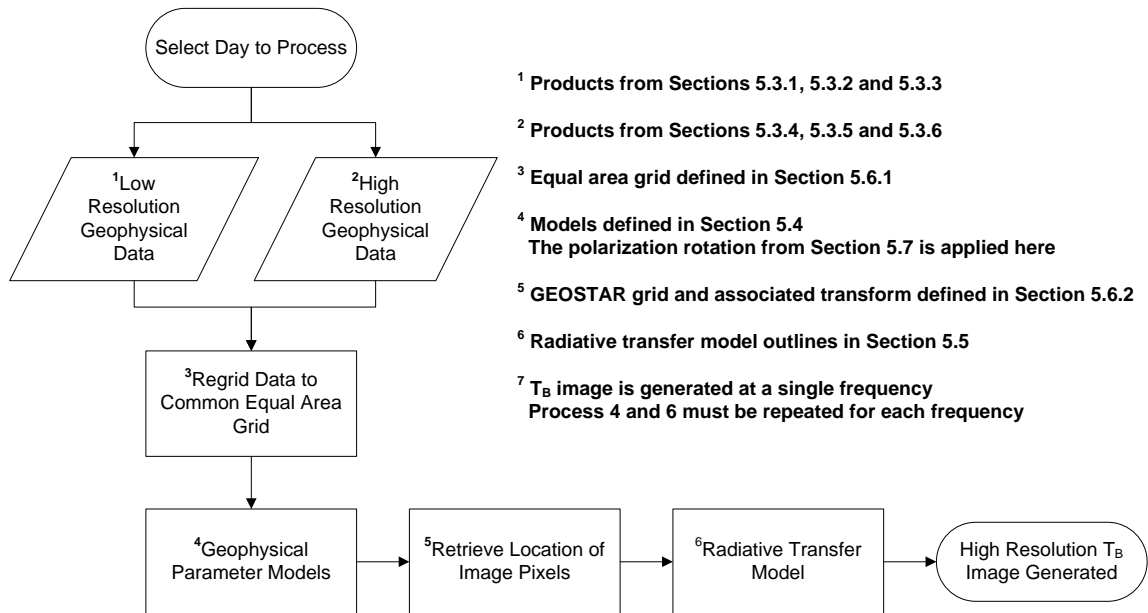 Select Day to Process
¹Low
Resolution
Geophysical
Data
²High
Resolution
Geophysical
Data
³Regrid Data to
Common Equal Area
Grid
⁴Geophysical
Parameter Models
⁵Retrieve Location of
Image Pixels
⁶Radiative Transfer
Model
High Resolution T_B
Image Generated
¹ Products from Sections 5.3.1, 5.3.2 and 5.3.3
² Products from Sections 5.3.4, 5.3.5 and 5.3.6
³ Equal area grid defined in Section 5.6.1
⁴ Models defined in Section 5.4
The polarization rotation from Section 5.7 is applied here
⁵ GEOSTAR grid and associated transform defined in Section 5.6.2
⁶ Radiative transfer model outlines in Section 5.5
⁷ T_B image is generated at a single frequency
Process 4 and 6 must be repeated for each frequency